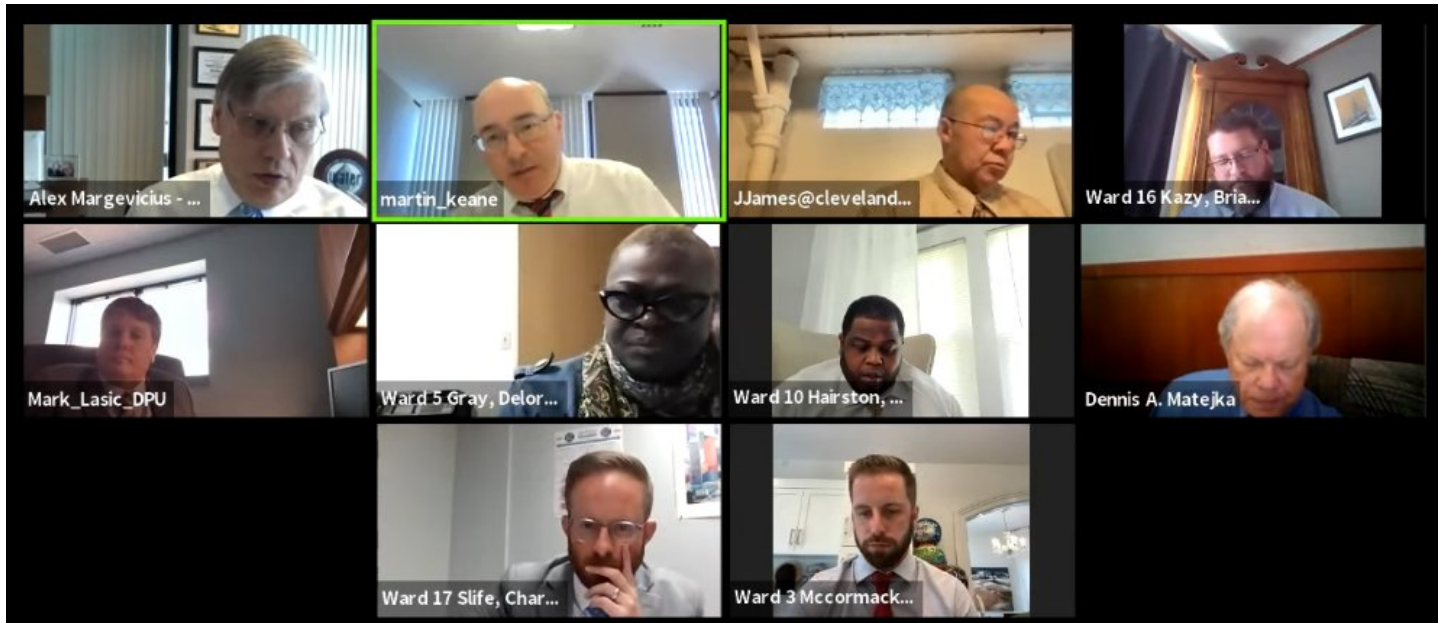 Alex Margevicius - ...
martin_keane
JJames@cleveland...
Ward 16 Kazy, Bria...
Mark_Lasic_DPU
Ward 5 Gray, Delor...
Ward 10 Hairston, ...
Dennis A. Matejka
Ward 17 Slife, Char...
Ward 3 Mccormack...
water